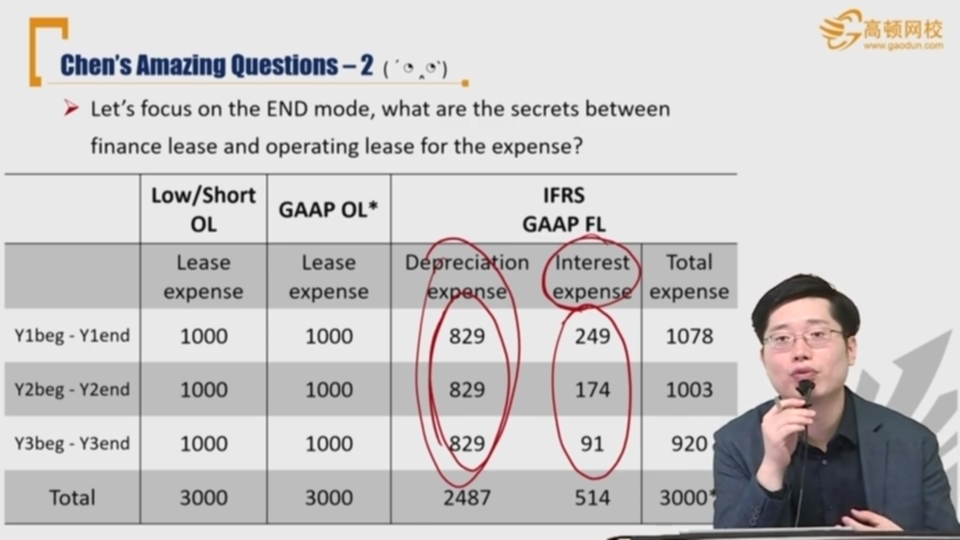 高顿网校
www.gaodun.com
Chen's Amazing Questions – 2
Let's focus on the END mode, what are the secrets between
finance lease and operating lease for the expense?
Low/Short OL GAAP OL* IFRS GAAP FL
Lease expense Lease expense Depreciation expense Interest expense Total expense
Y1beg - Y1end 1000 1000 829 249 1078
Y2beg - Y2end 1000 1000 829 174 1003
Y3beg - Y3end 1000 1000 829 91 920
Total 3000 3000 2487 514 3000*